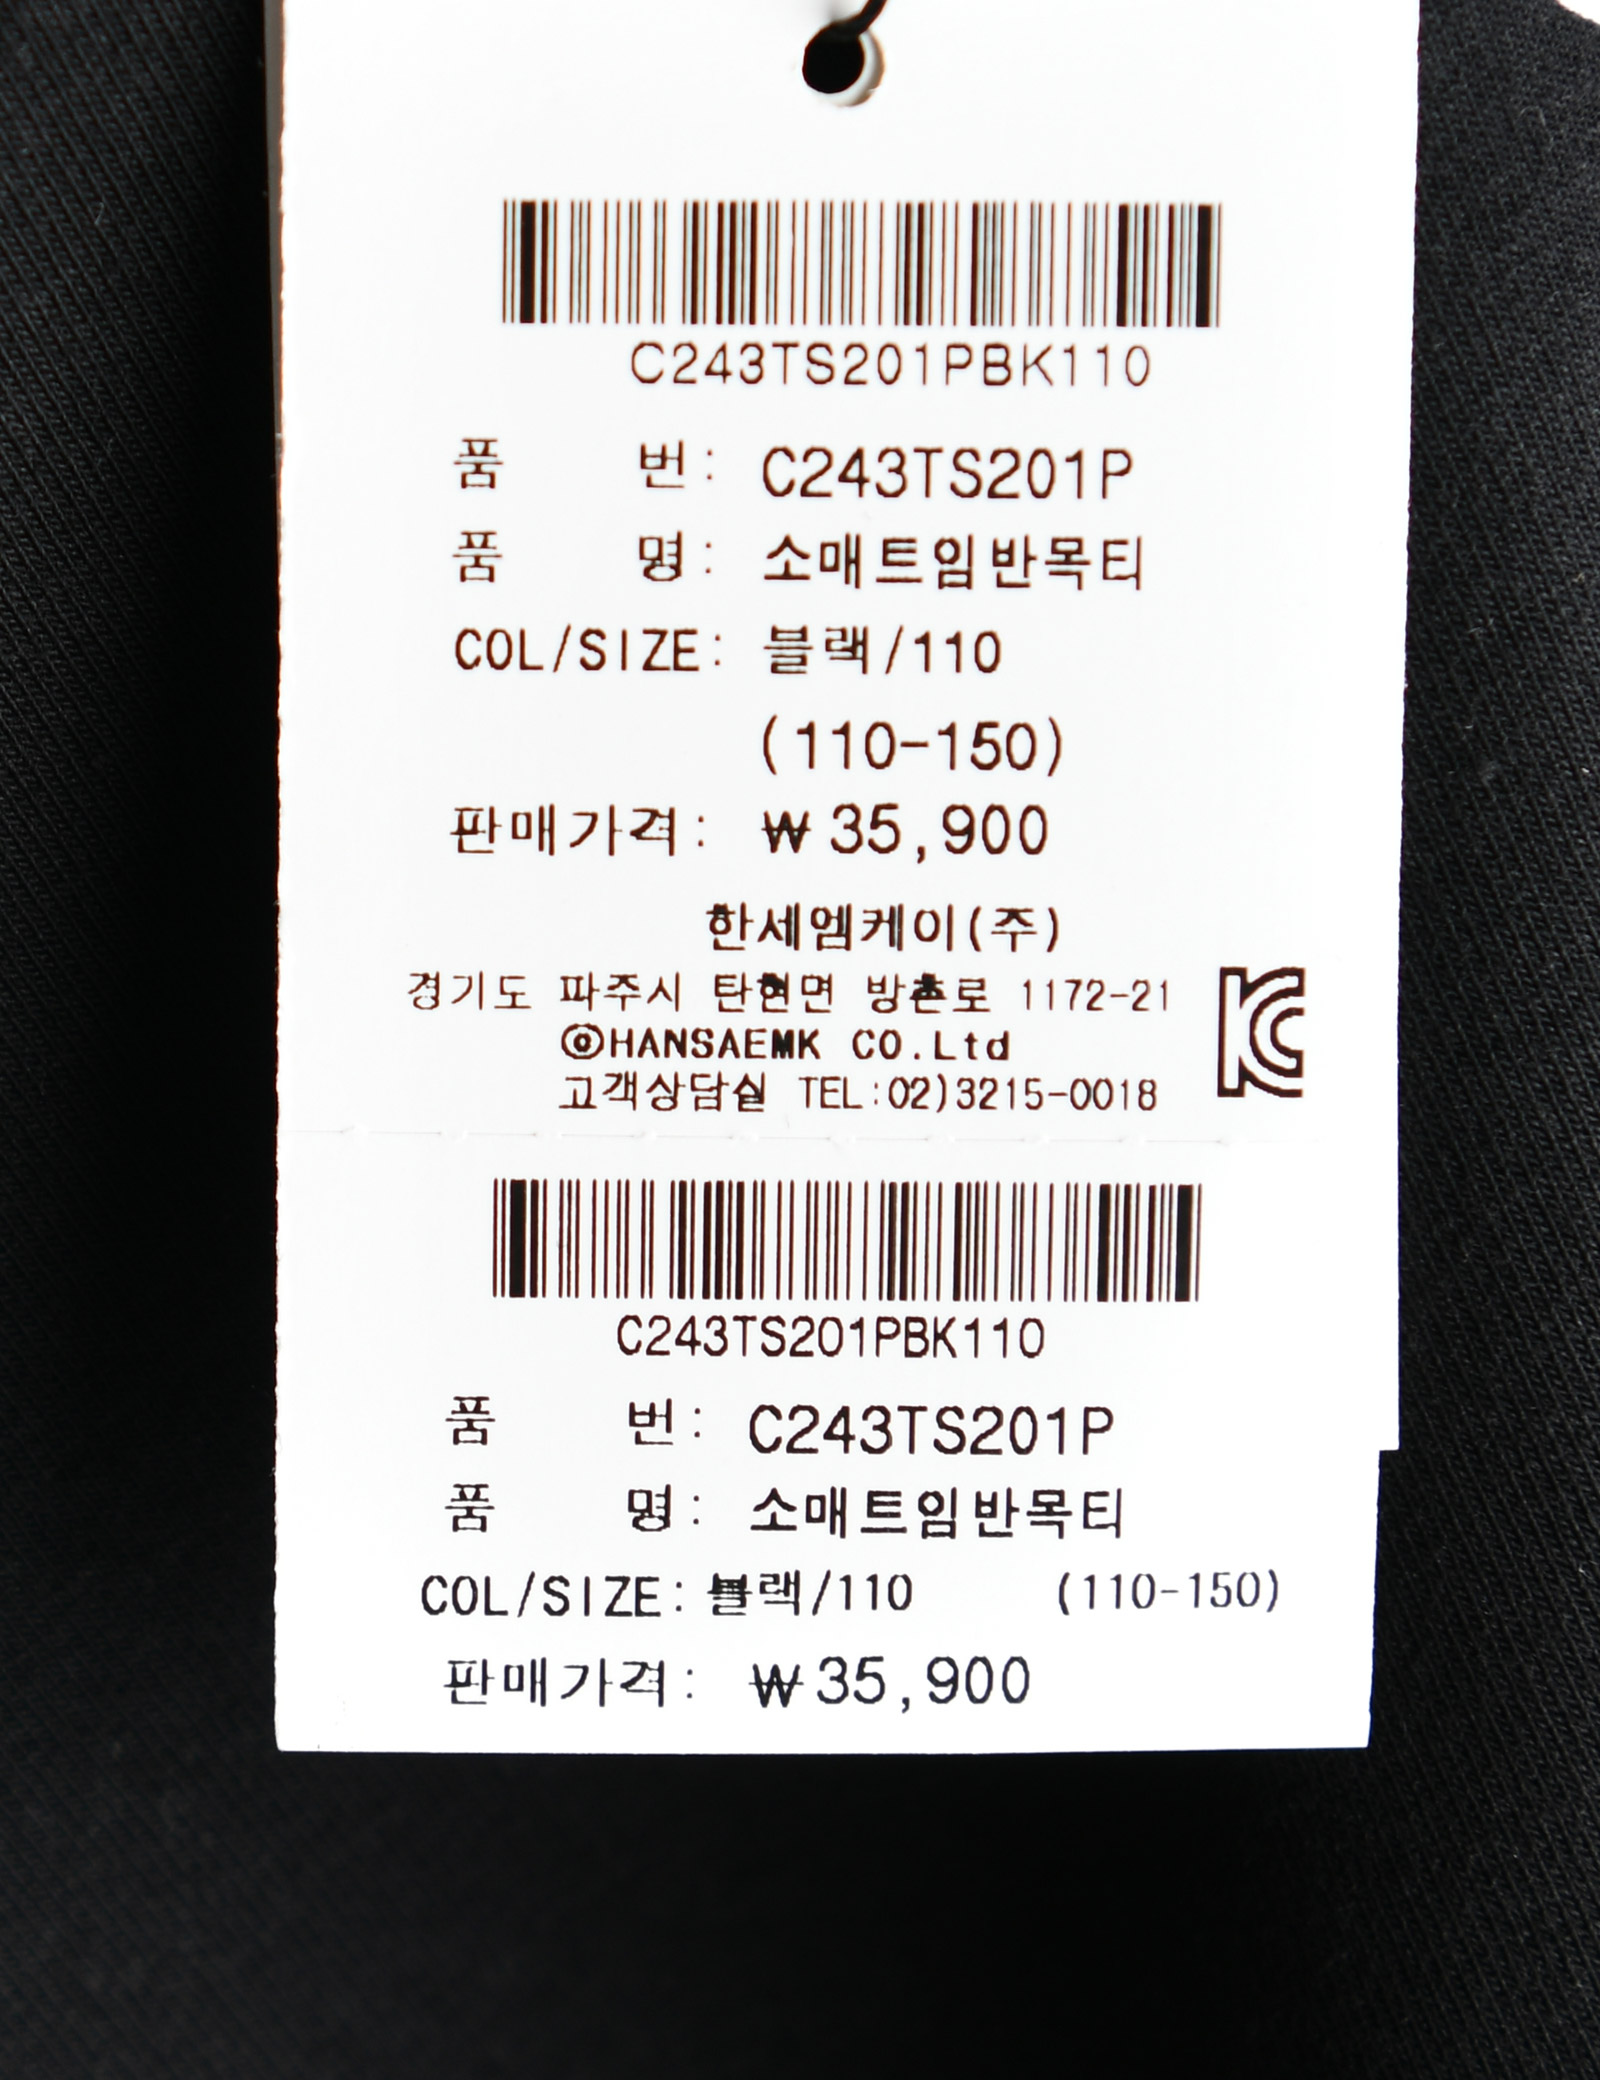 C243TS201PBK110
품 번: C243TS201P
품 명: 소매트임반목티
COL/SIZE: 블랙/110
(110-150)
판매가격: ₩35,900
한세엠케이(주)
경기도 파주시 탄현면 방촌로 1172-21
ⓒHANSAEMK CO.Ltd
고객상담실 TEL:02)3215-0018
C243TS201PBK110
품 번: C243TS201P
품 명: 소매트임반목티
COL/SIZE: 블랙/110 (110-150)
판매가격: ₩35,900